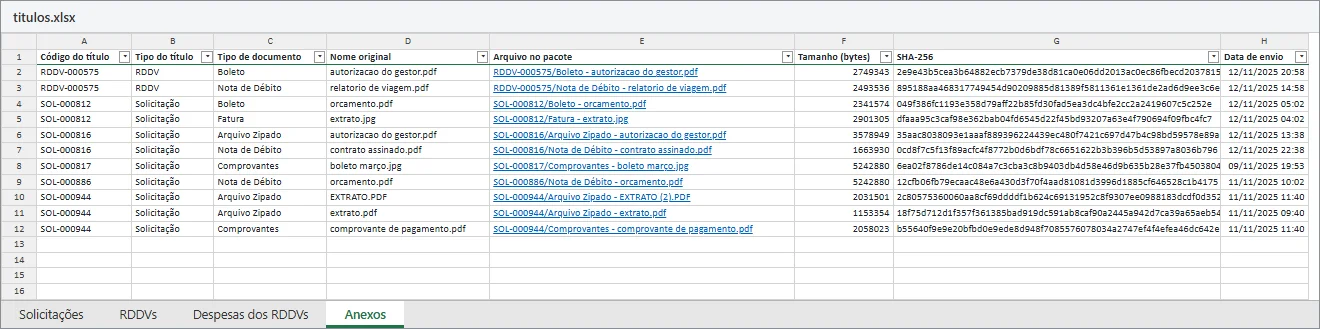 titulos.xlsx
A B C D E F G H
1 Código do título Tipo do título Tipo de documento Nome original Arquivo no pacote Tamanho (bytes) SHA-256 Data de envio
2 RDDV-000575 RDDV Boleto autorizacao do gestor.pdf RDDV-000575/Boleto - autorizacao do gestor.pdf 2749343 2e9e43b5cea3b64882ecb7379de38d81ca0e06dd2013ac0ec86fbecd2037815 12/11/2025 20:58
3 RDDV-000575 RDDV Nota de Débito relatorio de viagem.pdf RDDV-000575/Nota de Débito - relatorio de viagem.pdf 2493536 895188aa468317749454d90209885d81389f5811361e1361de2ad6d9ee3c6e 12/11/2025 14:58
4 SOL-000812 Solicitação Boleto orcamento.pdf SOL-000812/Boleto - orcamento.pdf 2341574 049f386fc1193e358d79aff22b85fd30fad5ea3dc4bfe2cc2a2419607c5c252e 12/11/2025 05:02
5 SOL-000812 Solicitação Fatura extrato.jpg SOL-000812/Fatura - extrato.jpg 2901305 dfaaa95c3caf98e362bab04fd6545d22f45bd93207a63e4f790694f09fbc4fc7 12/11/2025 04:02
6 SOL-000816 Solicitação Arquivo Zipado autorizacao do gestor.pdf SOL-000816/Arquivo Zipado - autorizacao do gestor.pdf 3578949 35aac8038093e1aaaf889396224439ec480f7421c697d47b4c98bd59578e89a 12/11/2025 13:38
7 SOL-000816 Solicitação Arquivo Zipado contrato assinado.pdf SOL-000816/Nota de Débito - contrato assinado.pdf 1663930 0cd8f7c5f13f89acfc4f8772b0d6bdf78c6651622b3b396b5d53897a8036b796 12/11/2025 22:38
8 SOL-000817 Solicitação Comprovantes boleto março.jpg SOL-000817/Comprovantes - boleto março.jpg 5242880 6ea02f8786de14c084a7c3cba3c8b9403db4d58e46d9b635b28e37fb4503804 09/11/2025 19:53
9 SOL-000886 Solicitação Nota de Débito orcamento.pdf SOL-000886/Nota de Débito - orcamento.pdf 5242880 12cfb06fb79ecaac48e6a430d3f70f4aad81081d3996d1885cf646528c1b4175 11/11/2025 10:02
10 SOL-000944 Solicitação Arquivo Zipado EXTRATO.PDF SOL-000944/Arquivo Zipado - EXTRATO (2).PDF 2031501 2c80575360060aa8cf69ddddf1b624c69131952c8f9307ee0988183dcdf0d352 11/11/2025 11:40
11 SOL-000944 Solicitação Arquivo Zipado extrato.pdf SOL-000944/Arquivo Zipado - extrato.pdf 1153354 18f75d712d1f357f361385bad919dc591ab8caf90a2445a942d7ca39a65aeb54 11/11/2025 09:40
12 SOL-000944 Solicitação Comprovantes comprovante de pagamento.pdf SOL-000944/Comprovantes - comprovante de pagamento.pdf 2058023 b55640f9e9e20bfbd0e9ede8d948f7085576078034a2747ef4f4efea46dc642e 11/11/2025 11:40
13
14
15
16
Solicitações RDDVs Despesas dos RDDVs Anexos